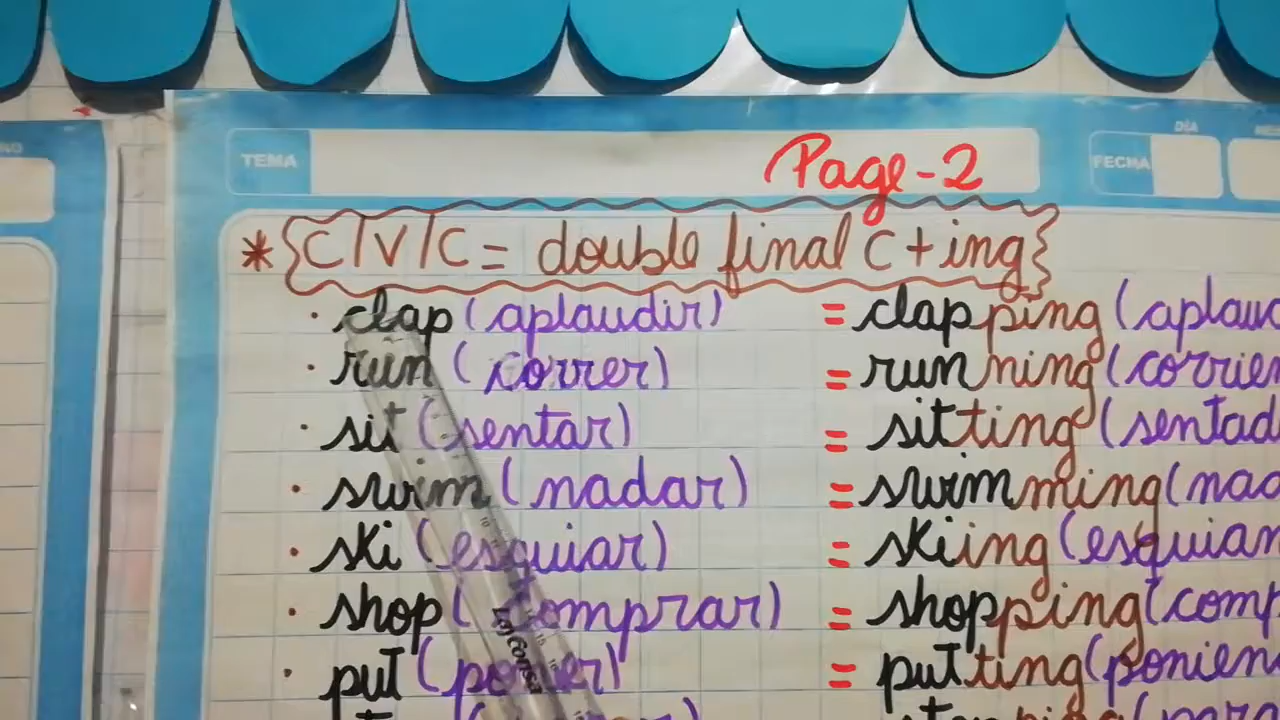 TEMA
Page-2
DÍA
FECHA
* C/V/C = double final C + ing
· clap (aplaudir) = clapping (aplaud
· run (correr) = running (corrien
· sit (sentar) = sitting (sentad
· swim (nadar) = swimming (nad
· ski (esquiar) = skiing (esquian
· shop (comprar) = shopping (comp
· put (poner) = putting (ponien